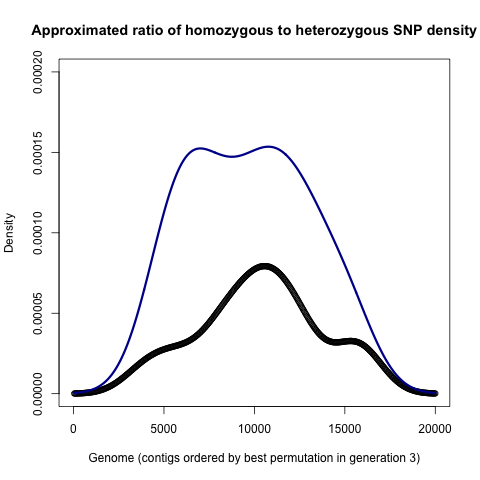 Approximated ratio of homozygous to heterozygous SNP density
Density
0.00020
0.00015
0.00010
0.00005
0.00000
0 5000 10000 15000 20000
Genome (contigs ordered by best permutation in generation 3)